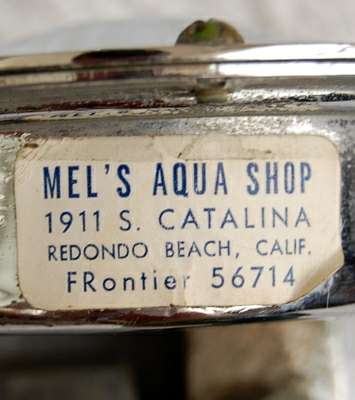 MEL'S AQUA SHOP
1911 S. CATALINA
REDONDO BEACH, CALIF.
FRontier 56714